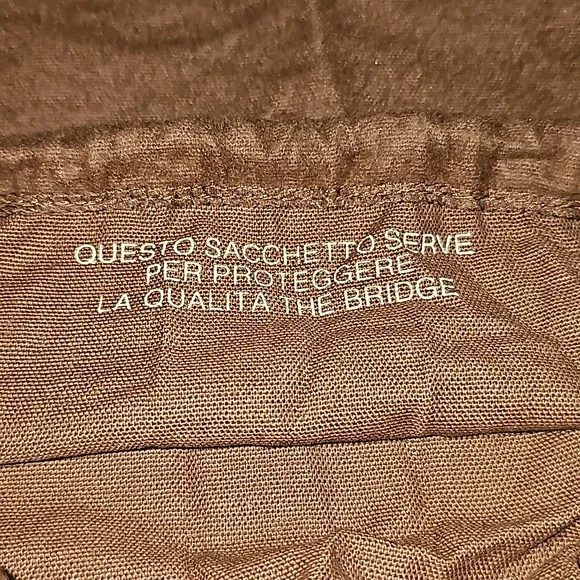 QUESTO SACCHETTO SERVE
PER PROTEGGERE
LA QUALITA THE BRIDGE